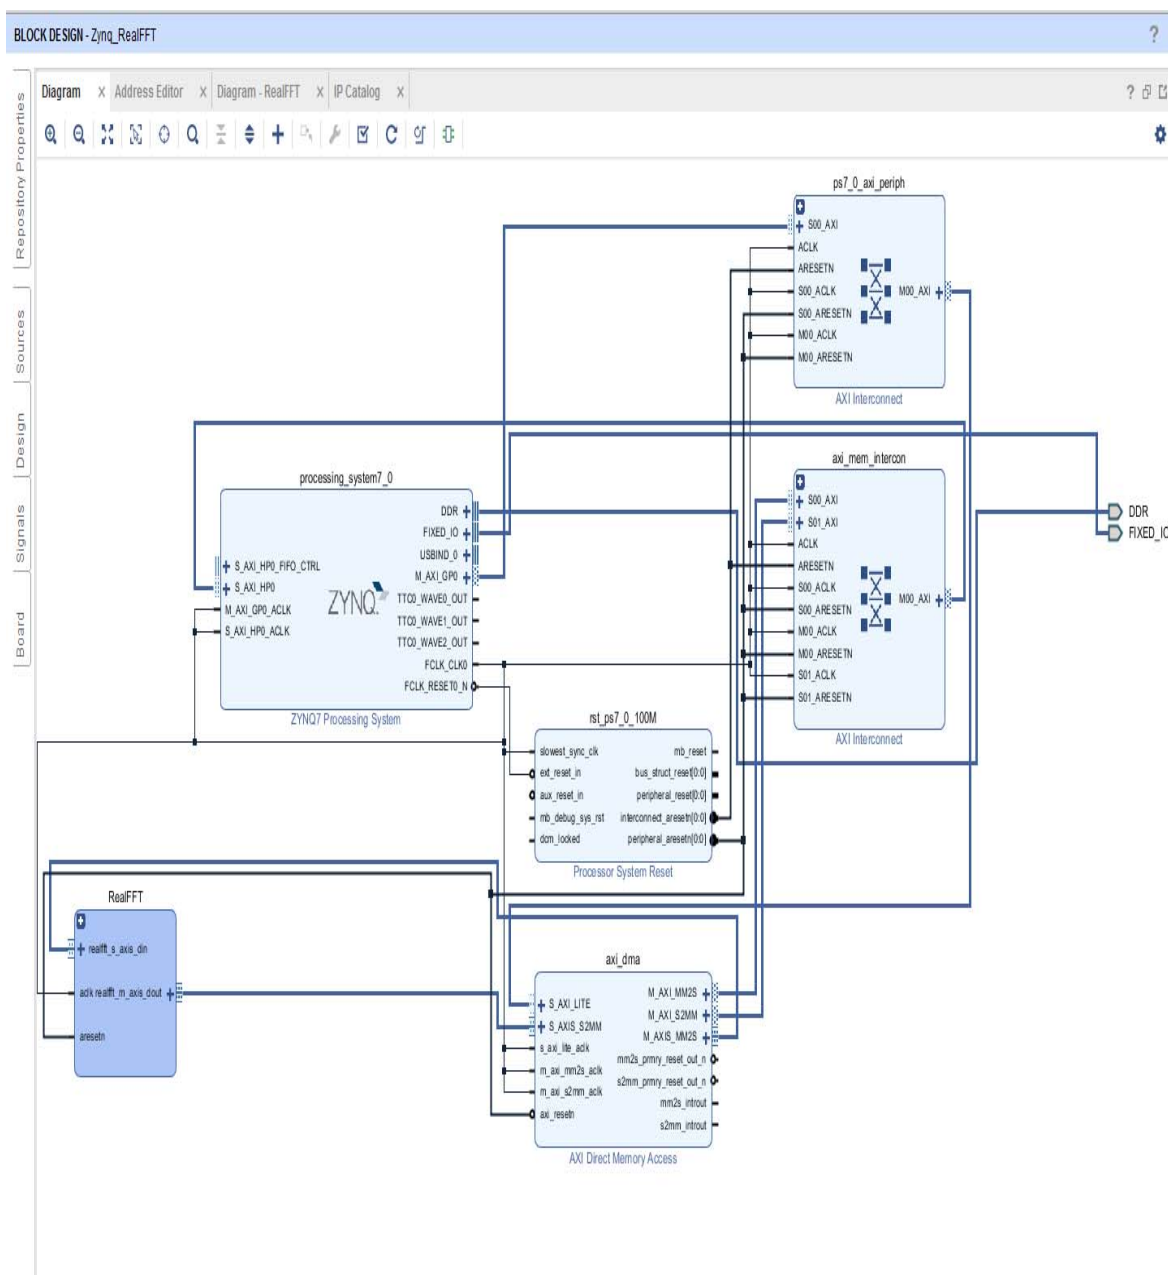 BLOCK DESIGN - Zynq_RealFFT
?
Diagram × Address Editor × Diagram - RealFFT × IP Catalog ×
?
Repository Properties
Sources
Design
Signals
Board
ps7_0_axi_periph
S00_AXI
ACLK
ARESETN
S00_ACLK
S00_ARESETN
M00_ACLK
M00_ARESETN
M00_AXI
AXI Interconnect
axi_mem_intercon
S00_AXI
S01_AXI
ACLK
ARESETN
S00_ACLK
S00_ARESETN
M00_ACLK
M00_ARESETN
S01_ACLK
S01_ARESETN
M00_AXI
AXI Interconnect
DDR
FIXED_IO
processing_system7_0
S_AXI_HP0_FIFO_CTRL
S_AXI_HP0
M_AXI_GP0_ACLK
S_AXI_HP0_ACLK
ZYNQ.
DDR
FIXED_IO
USBIND_0
M_AXI_GP0
TTC0_WAVE0_OUT
TTC0_WAVE1_OUT
TTC0_WAVE2_OUT
FCLK_CLK0
FCLK_RESET0_N
ZYNQ7 Processing System
rst_ps7_0_100M
slowest_sync_clk
ext_reset_in
aux_reset_in
mb_debug_sys_rst
dcm_locked
mb_reset
bus_struct_reset[0:0]
peripheral_reset[0:0]
interconnect_aresetn[0:0]
peripheral_aresetn[0:0]
Processor System Reset
RealFFT
realfft_s_axis_din
aclk realfft_m_axis_dout
aresetn
axi_dma
S_AXI_LITE
S_AXIS_S2MM
s_axi_lite_aclk
m_axi_mm2s_aclk
m_axi_s2mm_aclk
axi_resetn
M_AXI_MM2S
M_AXI_S2MM
M_AXIS_MM2S
mm2s_prmry_reset_out_n
s2mm_prmry_reset_out_n
mm2s_introut
s2mm_introut
AXI Direct Memory Access